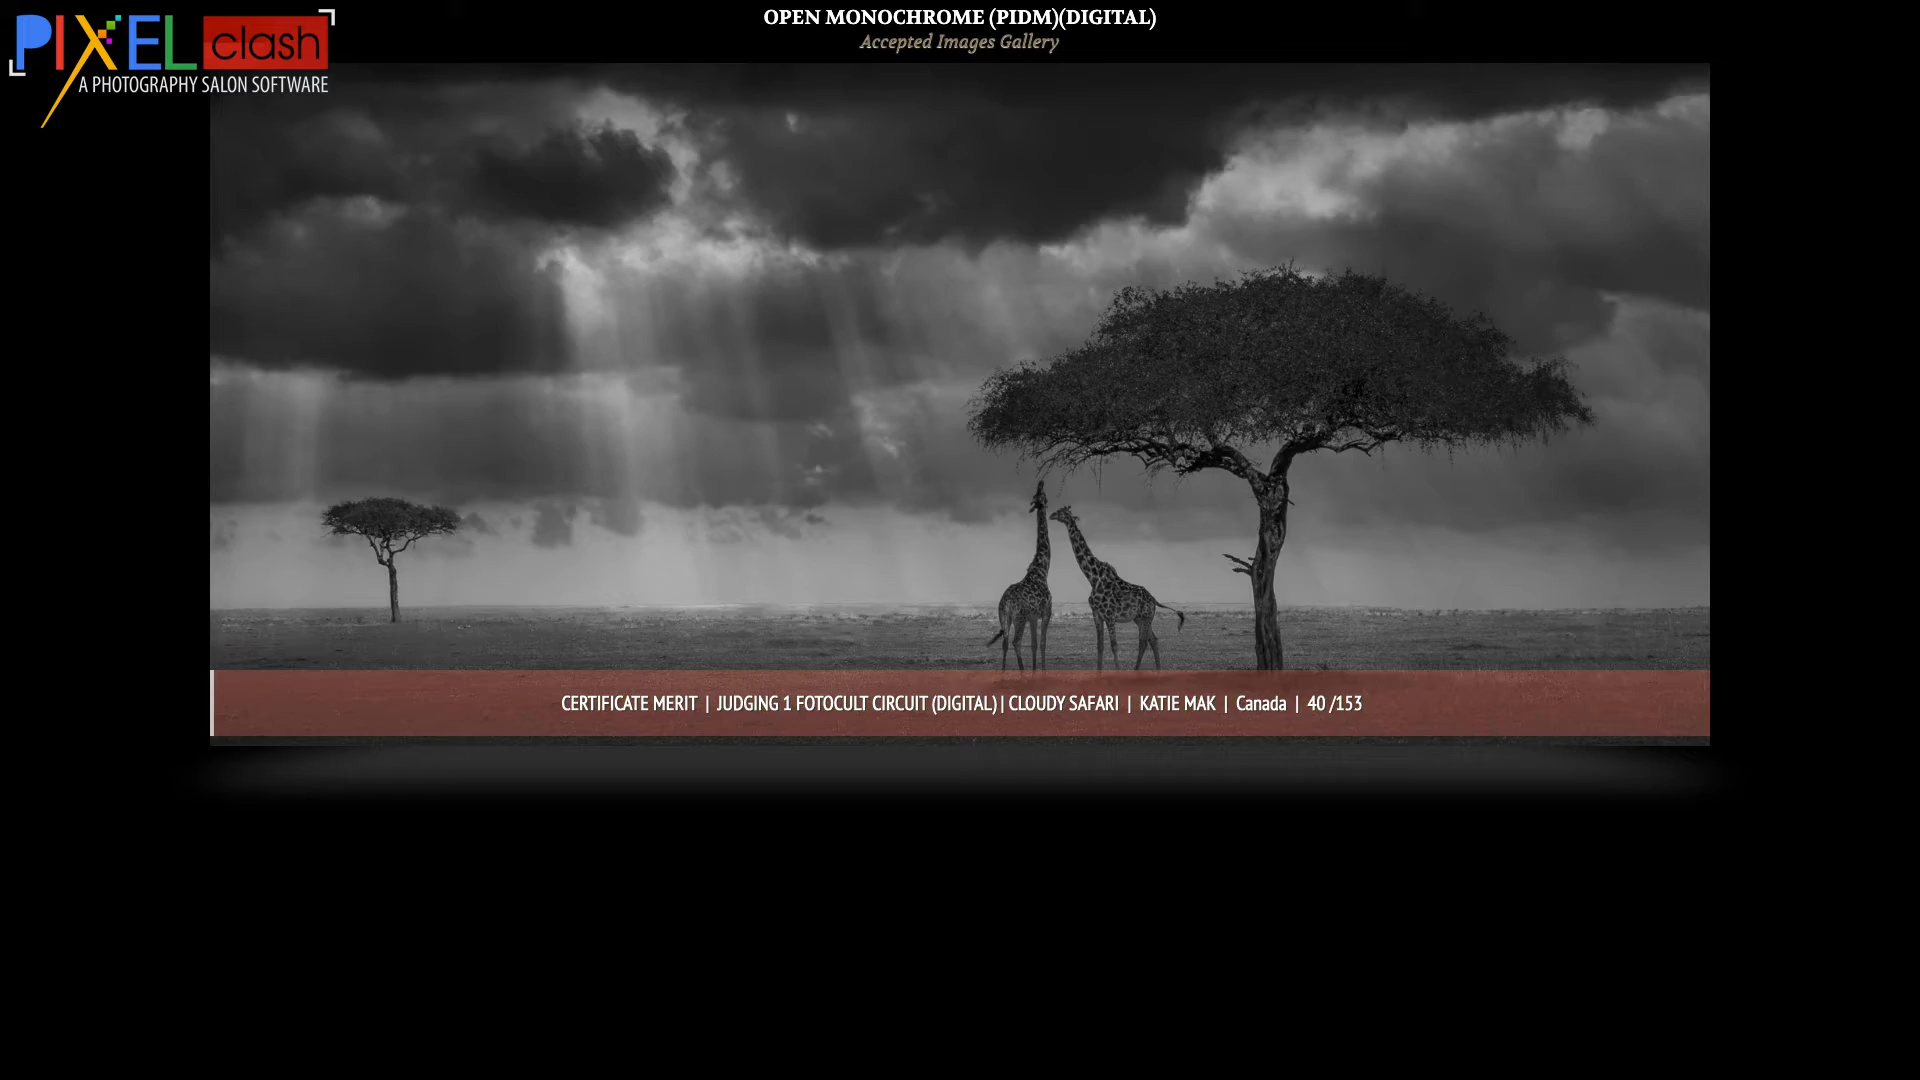 PIXEL clash
A PHOTOGRAPHY SALON SOFTWARE
OPEN MONOCHROME (PIDM)(DIGITAL)
Accepted Images Gallery
CERTIFICATE MERIT | JUDGING 1 FOTOCULT CIRCUIT (DIGITAL) | CLOUDY SAFARI | KATIE MAK | Canada | 40 /153